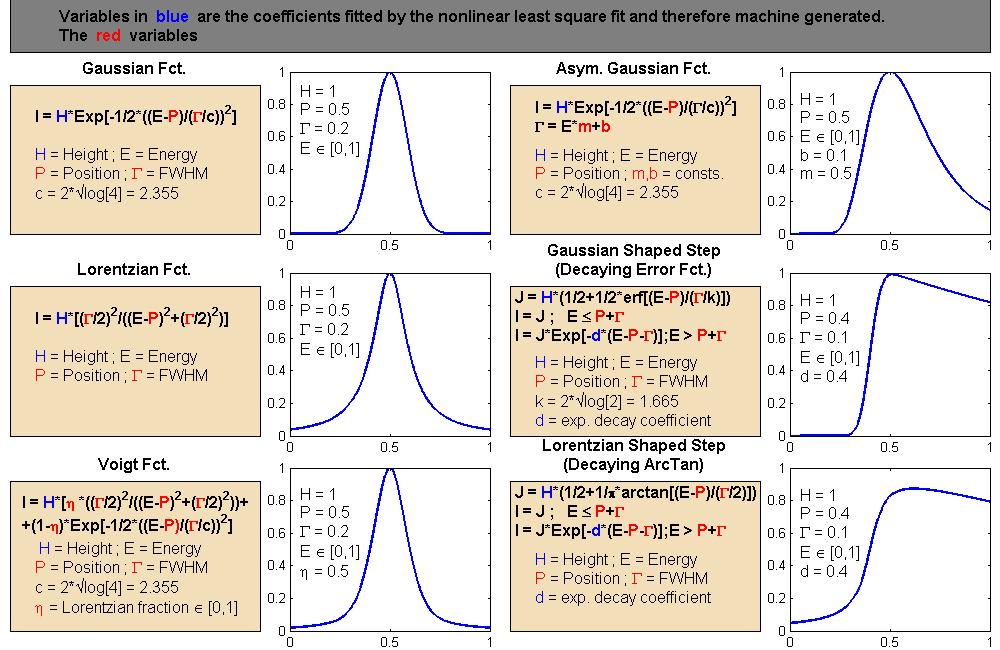 Variables in blue are the coefficients fitted by the nonlinear least square fit and therefore machine generated.
The red variables
Gaussian Fct.
I = H*Exp[-1/2*((E-P)/(Γ/c))²]
H = Height ; E = Energy
P = Position ; Γ = FWHM
c = 2*√log[4] = 2.355
1
0.8
0.6
0.4
0.2
0
0
0.5
1
H = 1
P = 0.5
Γ = 0.2
E ∈ [0,1]
Asym. Gaussian Fct.
I = H*Exp[-1/2*((E-P)/(Γ/c))²]
Γ = E*m+b
H = Height ; E = Energy
P = Position ; m,b = consts.
c = 2*√log[4] = 2.355
1
0.8
0.6
0.4
0.2
0
0
0.5
1
H = 1
P = 0.5
E ∈ [0,1]
b = 0.1
m = 0.5
Lorentzian Fct.
I = H*[(Γ/2)²/((E-P)²+(Γ/2)²)]
H = Height ; E = Energy
P = Position ; Γ = FWHM
1
0.8
0.6
0.4
0.2
0
0
0.5
1
H = 1
P = 0.5
Γ = 0.2
E ∈ [0,1]
Gaussian Shaped Step
(Decaying Error Fct.)
J = H*(1/2+1/2*erf[(E-P)/(Γ/k)])
I = J ; E ≤ P+Γ
I = J*Exp[-d*(E-P-Γ)];E > P+Γ
H = Height ; E = Energy
P = Position ; Γ = FWHM
k = 2*√log[2] = 1.665
d = exp. decay coefficient
1
0.8
0.6
0.4
0.2
0
0
0.5
1
H = 1
P = 0.4
Γ = 0.1
E ∈ [0,1]
d = 0.4
Voigt Fct.
I = H*[η *((Γ/2)²/((E-P)²+(Γ/2)²))+
+(1-η)*Exp[-1/2*((E-P)/(Γ/c))²]
H = Height ; E = Energy
P = Position ; Γ = FWHM
c = 2*√log[4] = 2.355
η = Lorentzian fraction ∈ [0,1]
1
0.8
0.6
0.4
0.2
0
0
0.5
1
H = 1
P = 0.5
Γ = 0.2
E ∈ [0,1]
η = 0.5
Lorentzian Shaped Step
(Decaying ArcTan)
J = H*(1/2+1/π*arctan[(E-P)/(Γ/2)])
I = J ; E ≤ P+Γ
I = J*Exp[-d*(E-P-Γ)];E > P+Γ
H = Height ; E = Energy
P = Position ; Γ = FWHM
d = exp. decay coefficient
1
0.8
0.6
0.4
0.2
0
0
0.5
1
H = 1
P = 0.4
Γ = 0.1
E ∈ [0,1]
d = 0.4